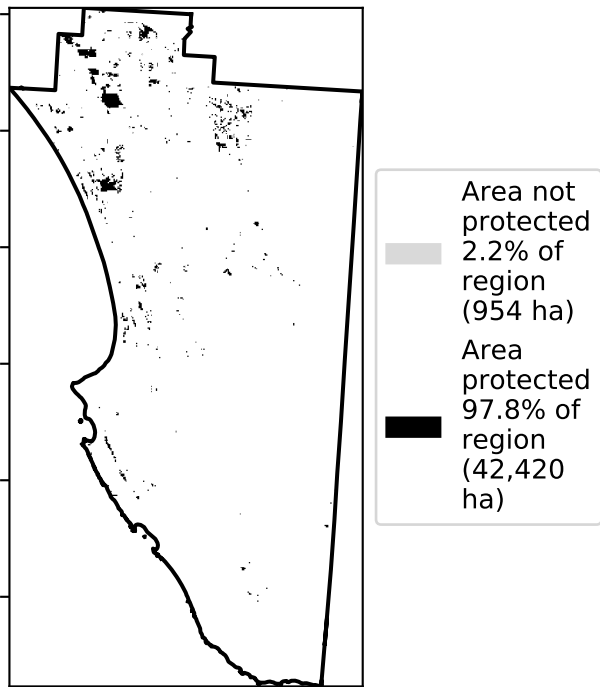 Area not
protected
2.2% of
region
(954 ha)
Area
protected
97.8% of
region
(42,420
ha)